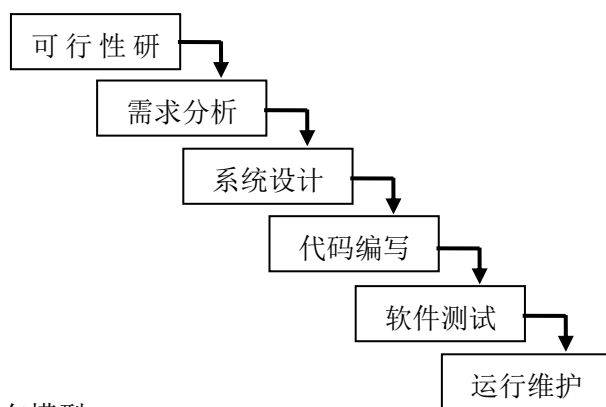 可行性研
需求分析
系统设计
代码编写
软件测试
运行维护